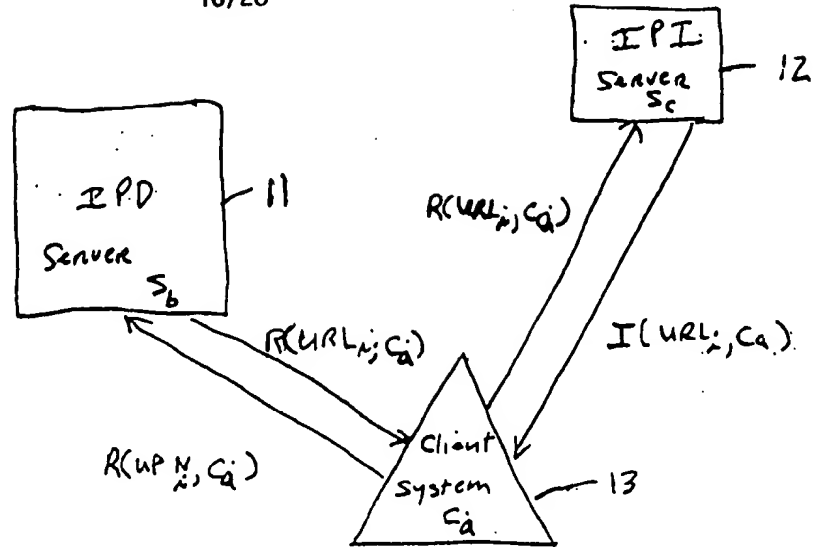 IPI
SERVER
Sc
12
IPD
SERVER
Sb
11
R(URLi, Ca)
R(URLi, Ca)
I(URLi, Ca)
R(UPNi, Ca)
Client
System
Ca
13